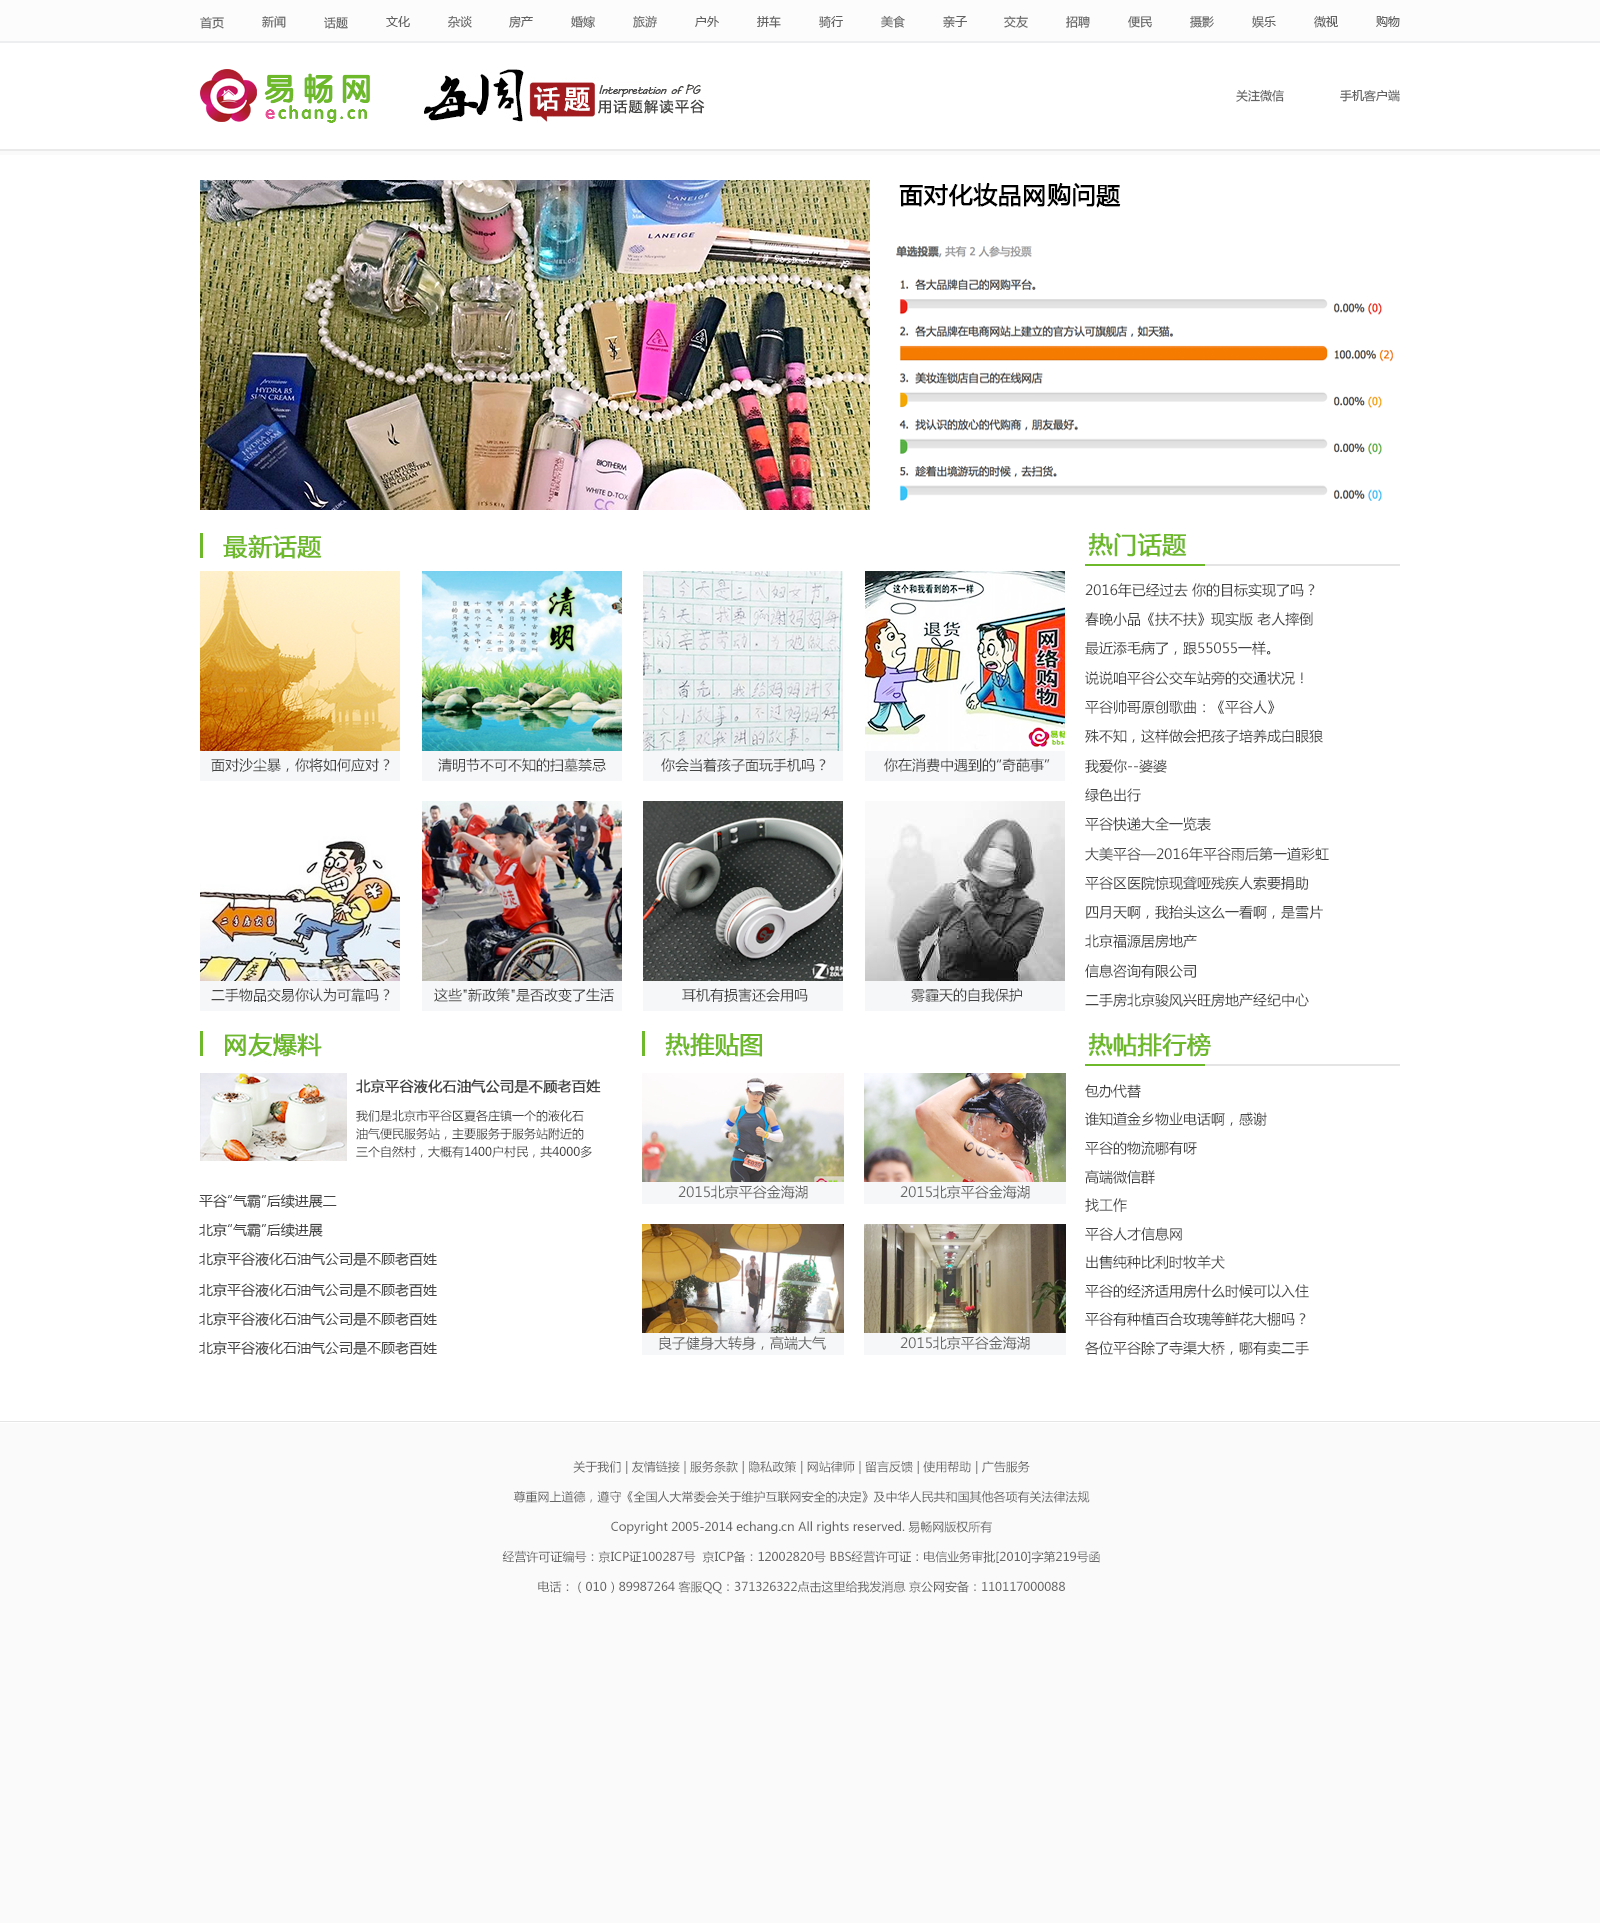 首页 新闻 话题 文化 杂谈 房产 婚嫁 旅游 户外 拼车 骑行 美食 亲子 交友 招聘 便民 摄影 娱乐 微视 购物
易畅网
echang.cn
每周话题
Interpretation of PG
用话题解读平谷
关注微信 手机客户端
LANEIGE
LANEIGE
HYDRA B5
SUN CREAM
UV CAPTURE
SUN CREAM
BIOTHERM
WHITE D-TOX
CC
面对化妆品网购问题
单选投票, 共有 2 人参与投票
1. 各大品牌自己的网购平台。
0.00% (0)
2. 各大品牌在电商网站上建立的官方认可旗舰店，如天猫。
100.00% (2)
3. 美妆连锁店自己的在线网店
0.00% (0)
4. 找认识的放心的代购商，朋友最好。
0.00% (0)
5. 趁着出境游玩的时候，去扫货。
0.00% (0)
最新话题
清明
这个和我看到的不一样
退货
网络购物
面对沙尘暴，你将如何应对？
清明节不可不知的扫墓禁忌
你会当着孩子面玩手机吗？
你在消费中遇到的“奇葩事”
二手物品交易你认为可靠吗？
这些"新政策"是否改变了生活
耳机有损害还会用吗
雾霾天的自我保护
热门话题
2016年已经过去 你的目标实现了吗？
春晚小品《扶不扶》现实版 老人摔倒
最近添毛病了，跟55055一样。
说说咱平谷公交车站旁的交通状况！
平谷帅哥原创歌曲：《平谷人》
殊不知，这样做会把孩子培养成白眼狼
我爱你--婆婆
绿色出行
平谷快递大全一览表
大美平谷—2016年平谷雨后第一道彩虹
平谷区医院惊现聋哑残疾人索要捐助
四月天啊，我抬头这么一看啊，是雪片
北京福源居房地产
信息咨询有限公司
二手房北京骏风兴旺房地产经纪中心
网友爆料
北京平谷液化石油气公司是不顾老百姓
我们是北京市平谷区夏各庄镇一个的液化石
油气便民服务站，主要服务于服务站附近的
三个自然村，大概有1400户村民，共4000多
平谷“气霸”后续进展二
北京“气霸”后续进展
北京平谷液化石油气公司是不顾老百姓
北京平谷液化石油气公司是不顾老百姓
北京平谷液化石油气公司是不顾老百姓
北京平谷液化石油气公司是不顾老百姓
热推贴图
2015北京平谷金海湖
2015北京平谷金海湖
良子健身大转身，高端大气
2015北京平谷金海湖
热帖排行榜
包办代替
谁知道金乡物业电话啊，感谢
平谷的物流哪有呀
高端微信群
找工作
平谷人才信息网
出售纯种比利时牧羊犬
平谷的经济适用房什么时候可以入住
平谷有种植百合玫瑰等鲜花大棚吗？
各位平谷除了寺渠大桥，哪有卖二手
关于我们 | 友情链接 | 服务条款 | 隐私政策 | 网站律师 | 留言反馈 | 使用帮助 | 广告服务
尊重网上道德，遵守《全国人大常委会关于维护互联网安全的决定》及中华人民共和国其他各项有关法律法规
Copyright 2005-2014 echang.cn All rights reserved. 易畅网版权所有
经营许可证编号：京ICP证100287号 京ICP备：12002820号 BBS经营许可证：电信业务审批[2010]字第219号函
电话：（010）89987264 客服QQ：371326322点击这里给我发消息 京公网安备：110117000088